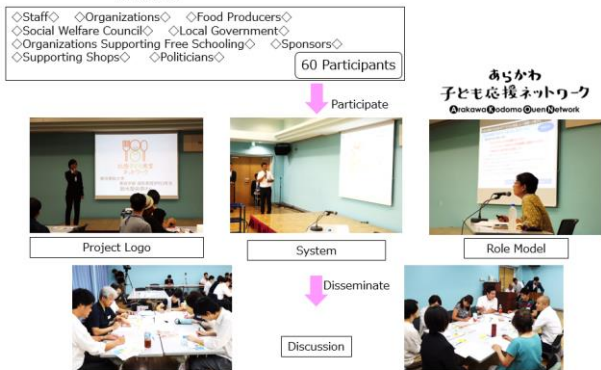 ◇Staff◇ ◇Organizations◇ ◇Food Producers◇
◇Social Welfare Council◇ ◇Local Government◇
◇Organizations Supporting Free Schooling◇ ◇Sponsors◇
◇Supporting Shops◇ ◇Politicians◇
60 Participants
Participate
あらかわ
子ども応援ネットワーク
Arakawa Kodomo Ouen Network
Project Logo
System
Role Model
Disseminate
Discussion